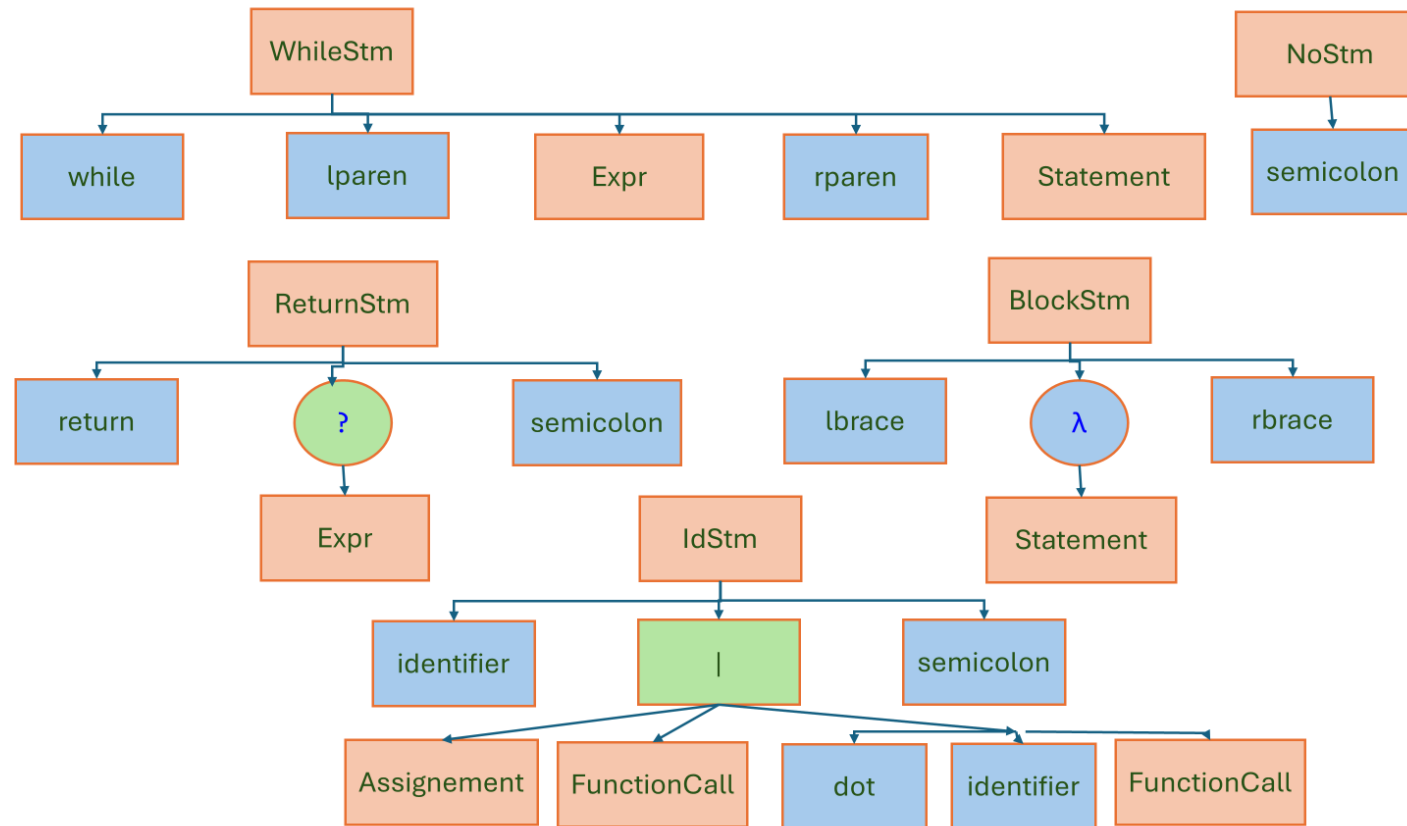 WhileStm
NoStm
while
lparen
Expr
rparen
Statement
semicolon
ReturnStm
BlockStm
return
?
semicolon
lbrace
λ
rbrace
Expr
IdStm
Statement
identifier
|
semicolon
Assignement
FunctionCall
dot
identifier
FunctionCall